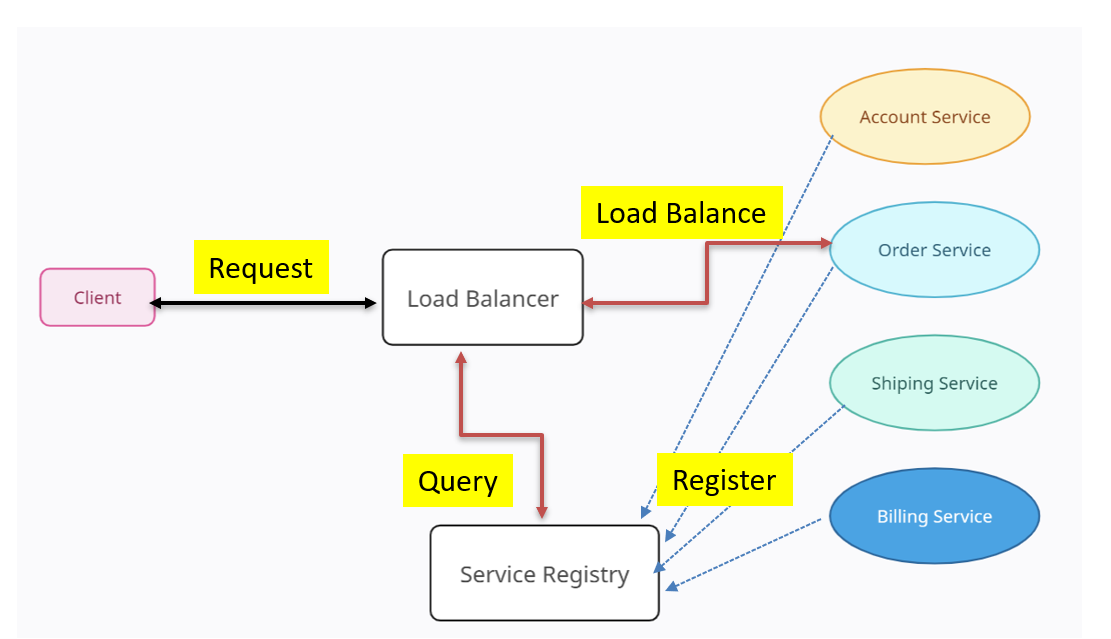 Account Service
Load Balance
Order Service
Request
Client
Load Balancer
Shiping Service
Query
Register
Billing Service
Service Registry